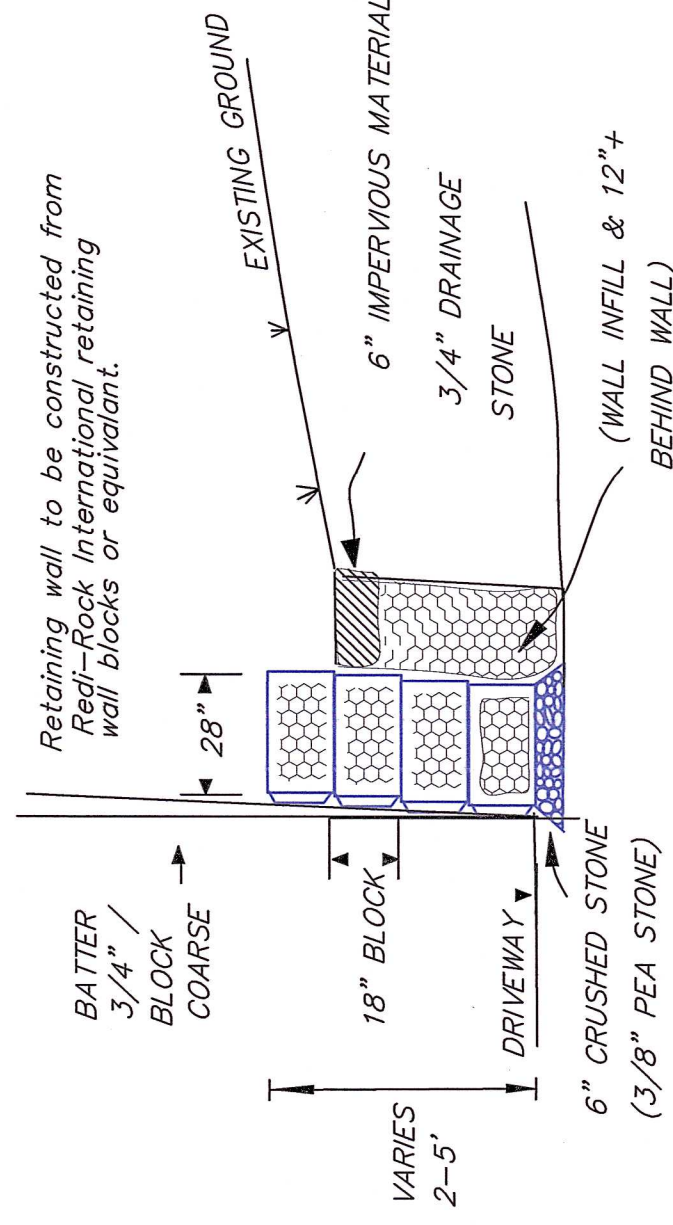 Retaining wall to be constructed from
Redi-Rock International retaining
wall blocks or equivalant.
BATTER
3/4" /
BLOCK
COARSE
28"
EXISTING GROUND
18" BLOCK
6" IMPERVIOUS MATERIAL
3/4" DRAINAGE
STONE
DRIVEWAY
VARIES
2-5'
(WALL INFILL & 12"+
BEHIND WALL)
6" CRUSHED STONE
(3/8" PEA STONE)